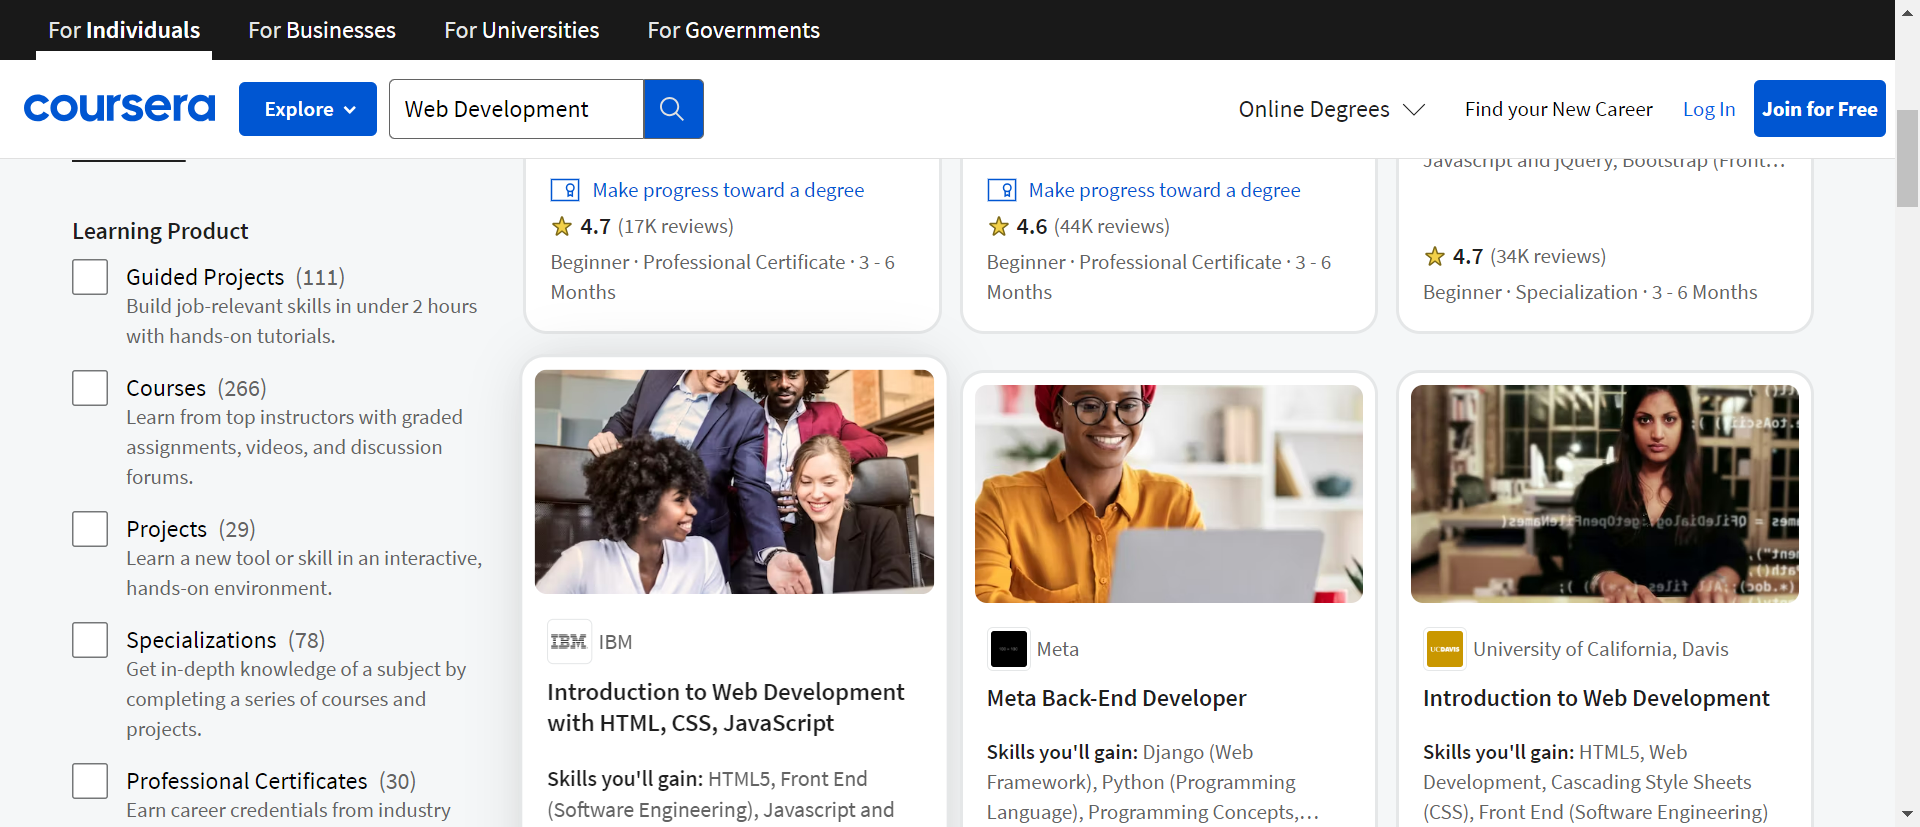 For Individuals
For Businesses
For Universities
For Governments
coursera
Explore
Web Development
Online Degrees
Find your New Career
Log In
Join for Free
Learning Product
Guided Projects (111)
Build job-relevant skills in under 2 hours
with hands-on tutorials.
Courses (266)
Learn from top instructors with graded
assignments, videos, and discussion
forums.
Projects (29)
Learn a new tool or skill in an interactive,
hands-on environment.
Specializations (78)
Get in-depth knowledge of a subject by
completing a series of courses and
projects.
Professional Certificates (30)
Earn career credentials from industry
Make progress toward a degree
4.7 (17K reviews)
Beginner · Professional Certificate · 3 - 6
Months
Make progress toward a degree
4.6 (44K reviews)
Beginner · Professional Certificate · 3 - 6
Months
Javascript and jQuery, Bootstrap (Front...
4.7 (34K reviews)
Beginner · Specialization · 3 - 6 Months
IBM
IBM
Introduction to Web Development
with HTML, CSS, JavaScript
Skills you'll gain: HTML5, Front End
(Software Engineering), Javascript and
Meta
Meta Back-End Developer
Skills you'll gain: Django (Web
Framework), Python (Programming
Language), Programming Concepts,...
UCDAVIS
University of California, Davis
Introduction to Web Development
Skills you'll gain: HTML5, Web
Development, Cascading Style Sheets
(CSS), Front End (Software Engineering)